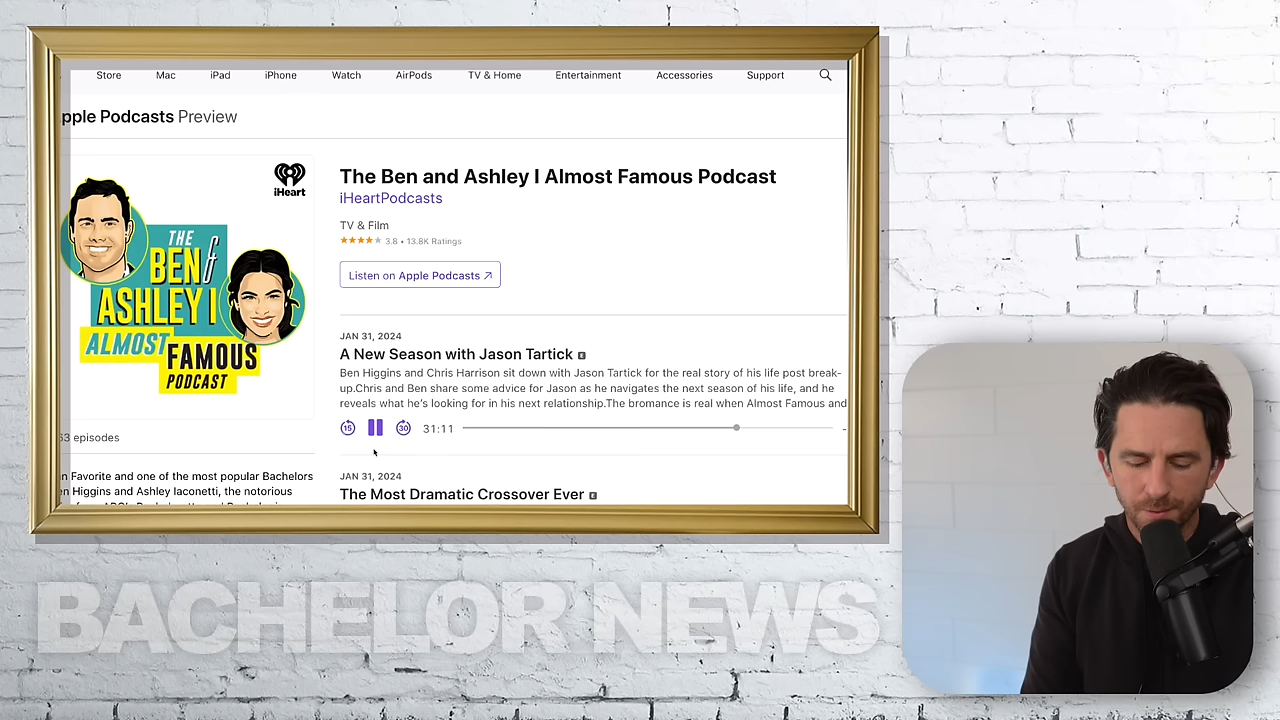 Store Mac iPad iPhone Watch AirPods TV & Home Entertainment Accessories Support
pple Podcasts Preview
iHeart
THE
BEN &
ASHLEY I
ALMOST
FAMOUS
PODCAST
The Ben and Ashley I Almost Famous Podcast
iHeartPodcasts
TV & Film
3.8 • 13.8K Ratings
Listen on Apple Podcasts ↗
JAN 31, 2024
A New Season with Jason Tartick E
Ben Higgins and Chris Harrison sit down with Jason Tartick for the real story of his life post break-
up.Chris and Ben share some advice for Jason as he navigates the next season of his life, and he
reveals what he's looking for in his next relationship.The bromance is real when Almost Famous and
15 30 31:11 -
63 episodes
JAN 31, 2024
The Most Dramatic Crossover Ever E
n Favorite and one of the most popular Bachelors
en Higgins and Ashley Iaconetti, the notorious
BACHELOR NEWS